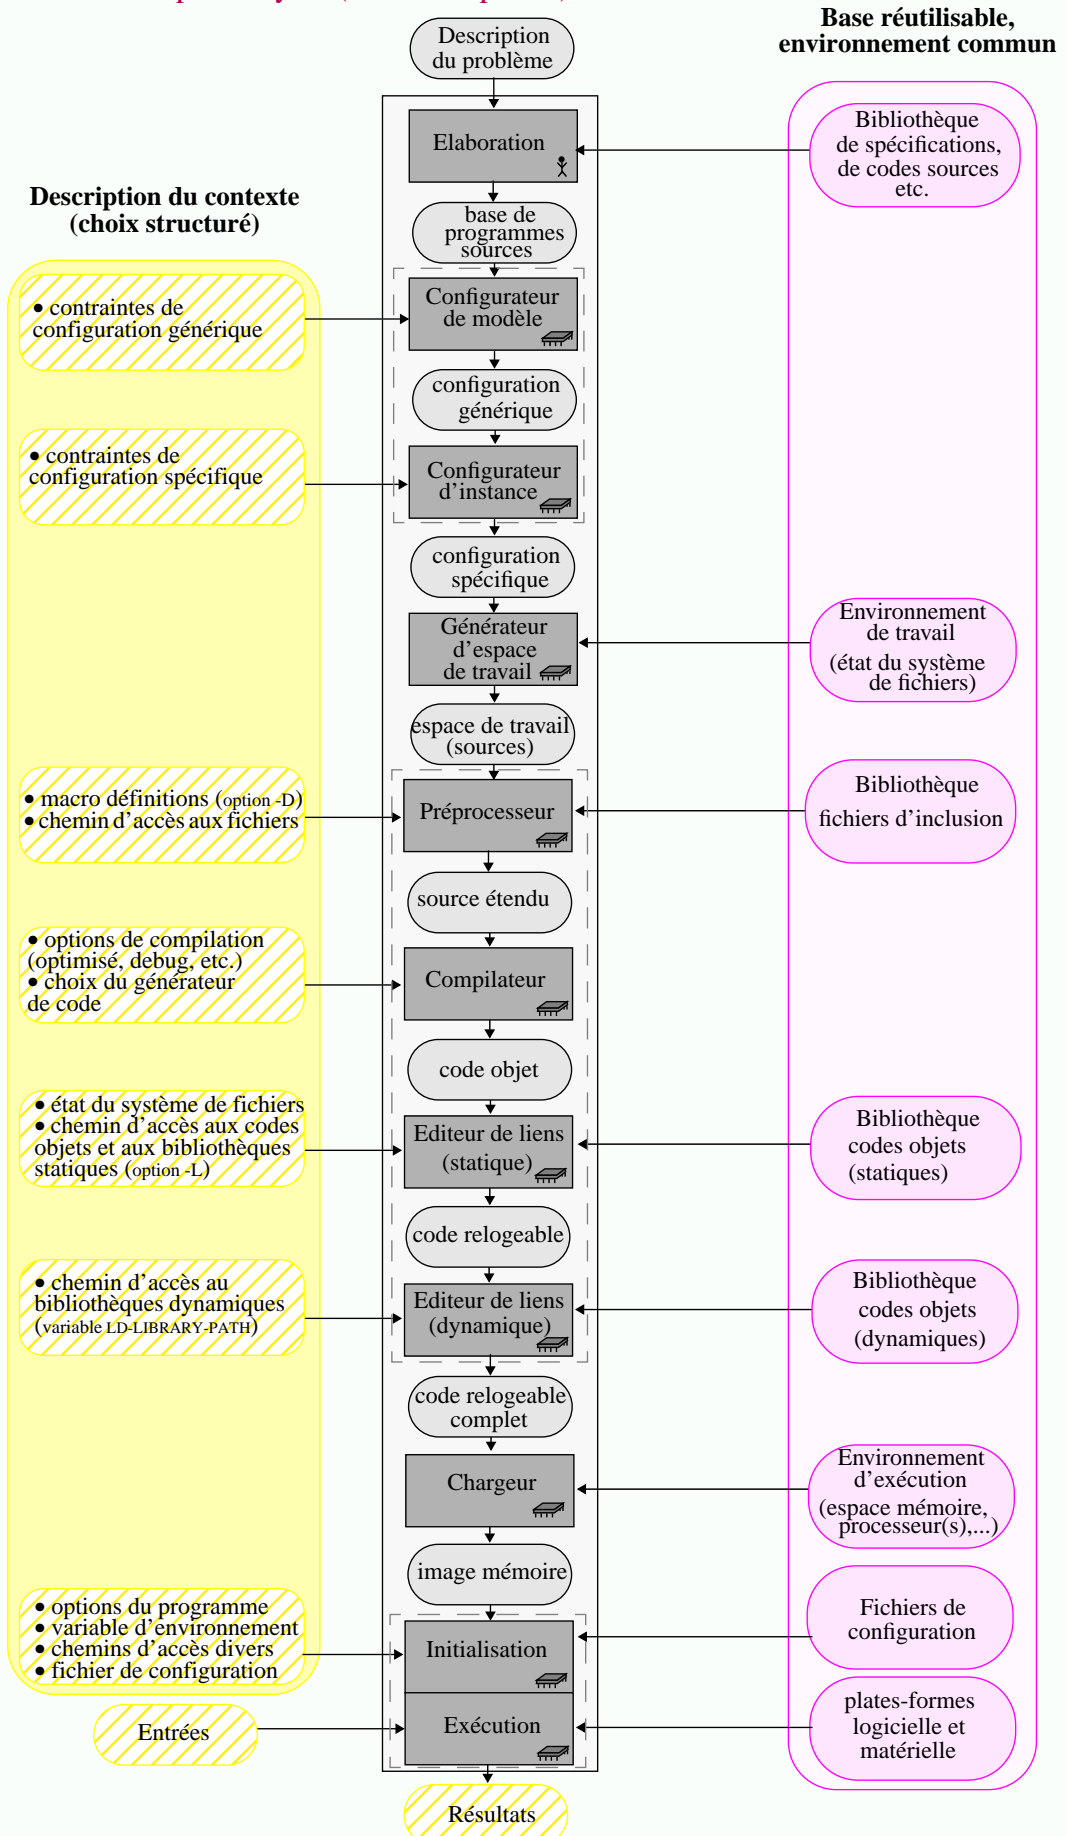 Base réutilisable,
environnement commun
Description
du problème
Elaboration
Bibliothèque
de spécifications,
de codes sources
etc.
Description du contexte
(choix structuré)
base de
programmes
sources
• contraintes de
configuration générique
Configurateur
de modèle
configuration
générique
• contraintes de
configuration spécifique
Configurateur
d'instance
configuration
spécifique
Générateur
d'espace
de travail
Environnement
de travail
(état du système
de fichiers)
espace de travail
(sources)
• macro définitions (option -D)
• chemin d'accès aux fichiers
Préprocesseur
Bibliothèque
fichiers d'inclusion
source étendu
• options de compilation
(optimisé, debug, etc.)
• choix du générateur
de code
Compilateur
code objet
• état du système de fichiers
• chemin d'accès aux codes
objets et aux bibliothèques
statiques (option -L)
Editeur de liens
(statique)
Bibliothèque
codes objets
(statiques)
code relogeable
• chemin d'accès au
bibliothèques dynamiques
(variable LD-LIBRARY-PATH)
Editeur de liens
(dynamique)
Bibliothèque
codes objets
(dynamiques)
code relogeable
complet
Chargeur
Environnement
d'exécution
(espace mémoire,
processeur(s),...)
image mémoire
• options du programme
• variable d'environnement
• chemins d'accès divers
• fichier de configuration
Initialisation
Fichiers de
configuration
Entrées
Exécution
plates-formes
logicielle et
matérielle
Résultats